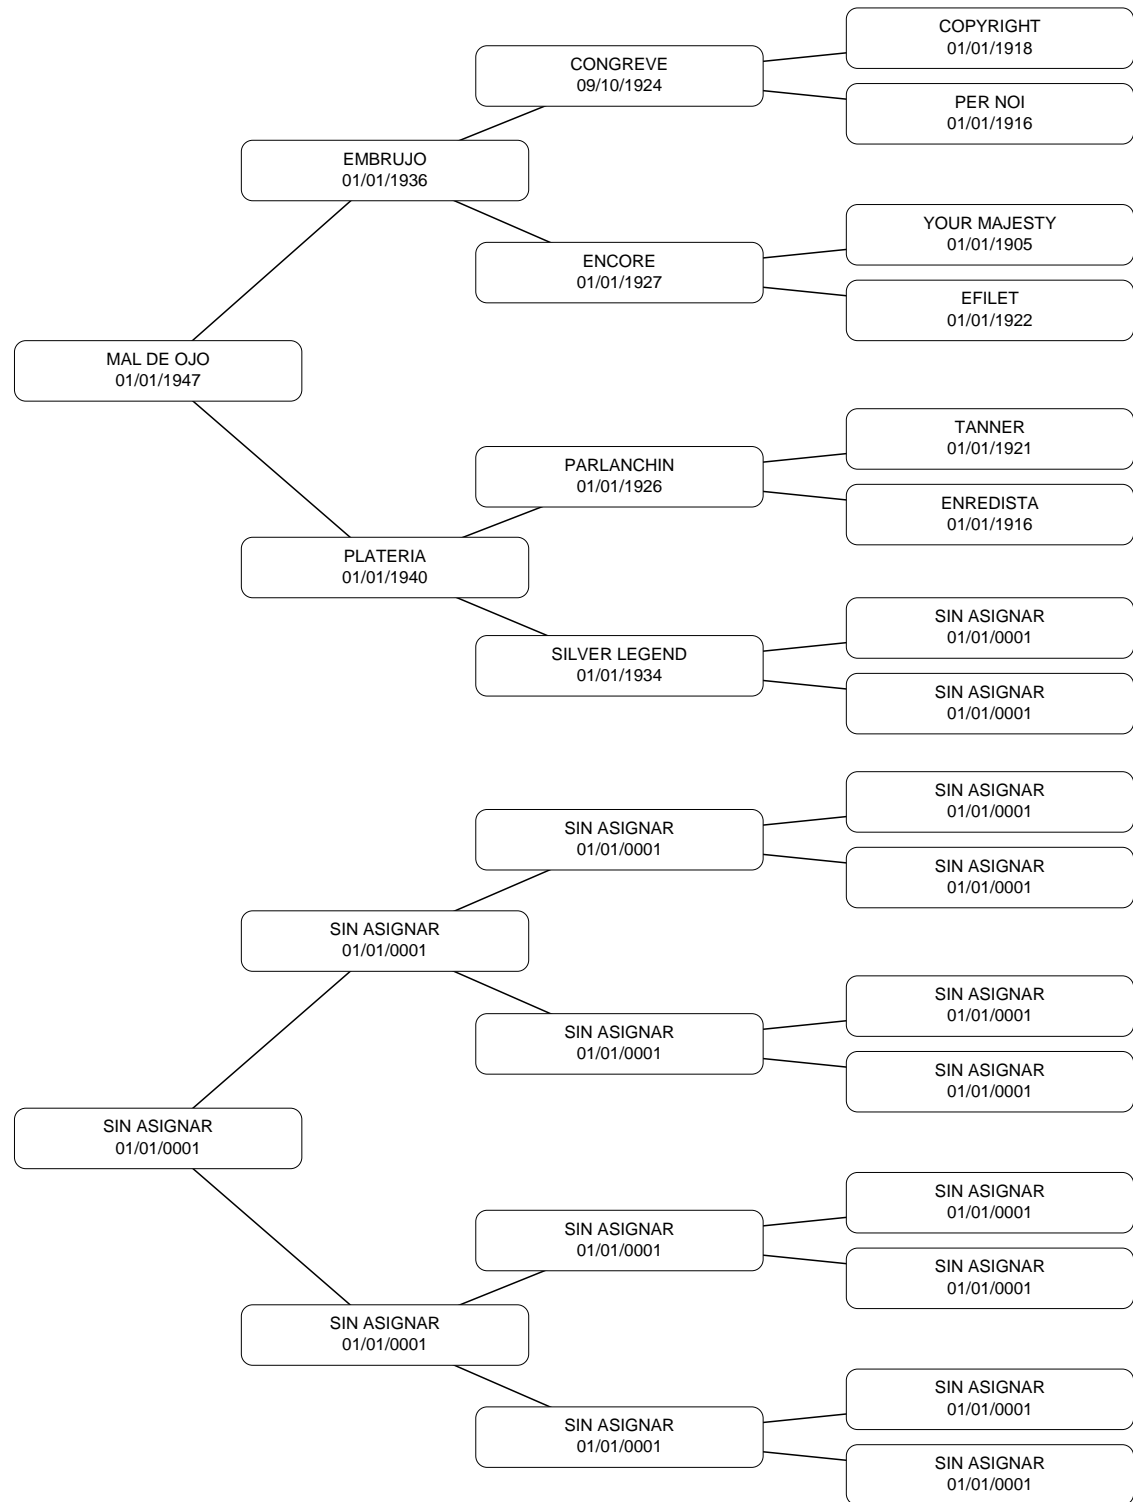 COPYRIGHT
01/01/1918
CONGREVE
09/10/1924
PER NOI
01/01/1916
EMBRUJO
01/01/1936
YOUR MAJESTY
01/01/1905
ENCORE
01/01/1927
EFILET
01/01/1922
MAL DE OJO
01/01/1947
TANNER
01/01/1921
PARLANCHIN
01/01/1926
ENREDISTA
01/01/1916
PLATERIA
01/01/1940
SIN ASIGNAR
01/01/0001
SILVER LEGEND
01/01/1934
SIN ASIGNAR
01/01/0001
SIN ASIGNAR
01/01/0001
SIN ASIGNAR
01/01/0001
SIN ASIGNAR
01/01/0001
SIN ASIGNAR
01/01/0001
SIN ASIGNAR
01/01/0001
SIN ASIGNAR
01/01/0001
SIN ASIGNAR
01/01/0001
SIN ASIGNAR
01/01/0001
SIN ASIGNAR
01/01/0001
SIN ASIGNAR
01/01/0001
SIN ASIGNAR
01/01/0001
SIN ASIGNAR
01/01/0001
SIN ASIGNAR
01/01/0001
SIN ASIGNAR
01/01/0001
SIN ASIGNAR
01/01/0001